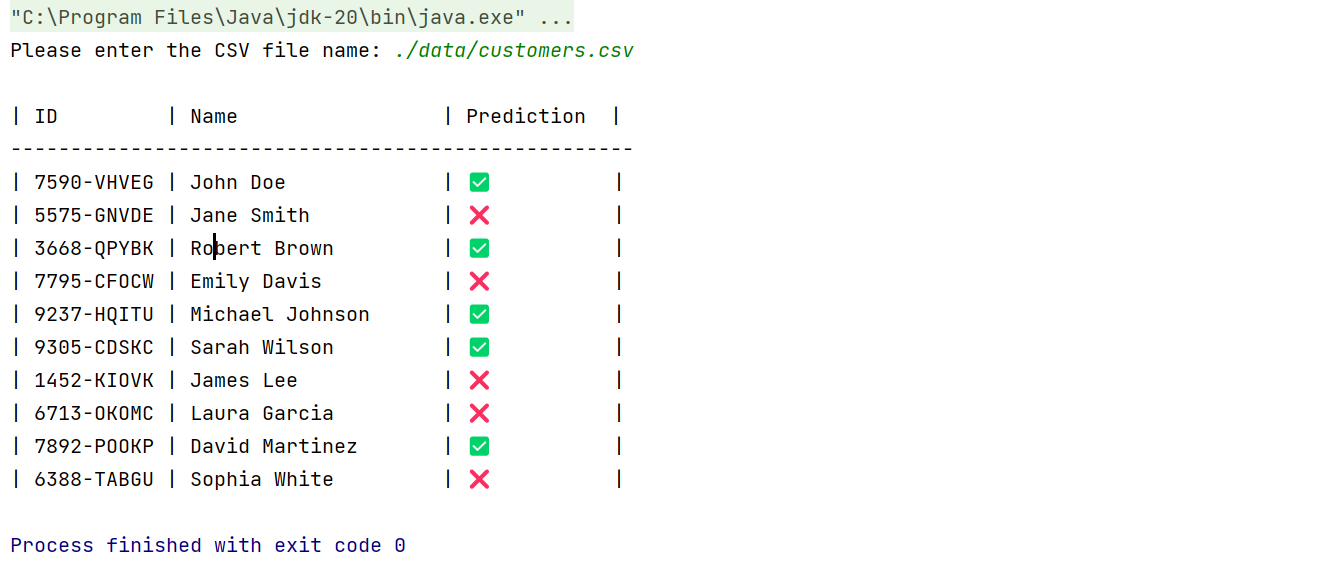 "C:\Program Files\Java\jdk-20\bin\java.exe" ...
Please enter the CSV file name: ./data/customers.csv
| ID         | Name                 | Prediction  |
----------------------------------------------------
| 7590-VHVEG | John Doe             | ✅          |
| 5575-GNVDE | Jane Smith           | ❌          |
| 3668-QPYBK | Robert Brown         | ✅          |
| 7795-CFOCW | Emily Davis          | ❌          |
| 9237-HQITU | Michael Johnson      | ✅          |
| 9305-CDSKC | Sarah Wilson         | ✅          |
| 1452-KIOVK | James Lee            | ❌          |
| 6713-OKOMC | Laura Garcia         | ❌          |
| 7892-POOKP | David Martinez       | ✅          |
| 6388-TABGU | Sophia White         | ❌          |
Process finished with exit code 0